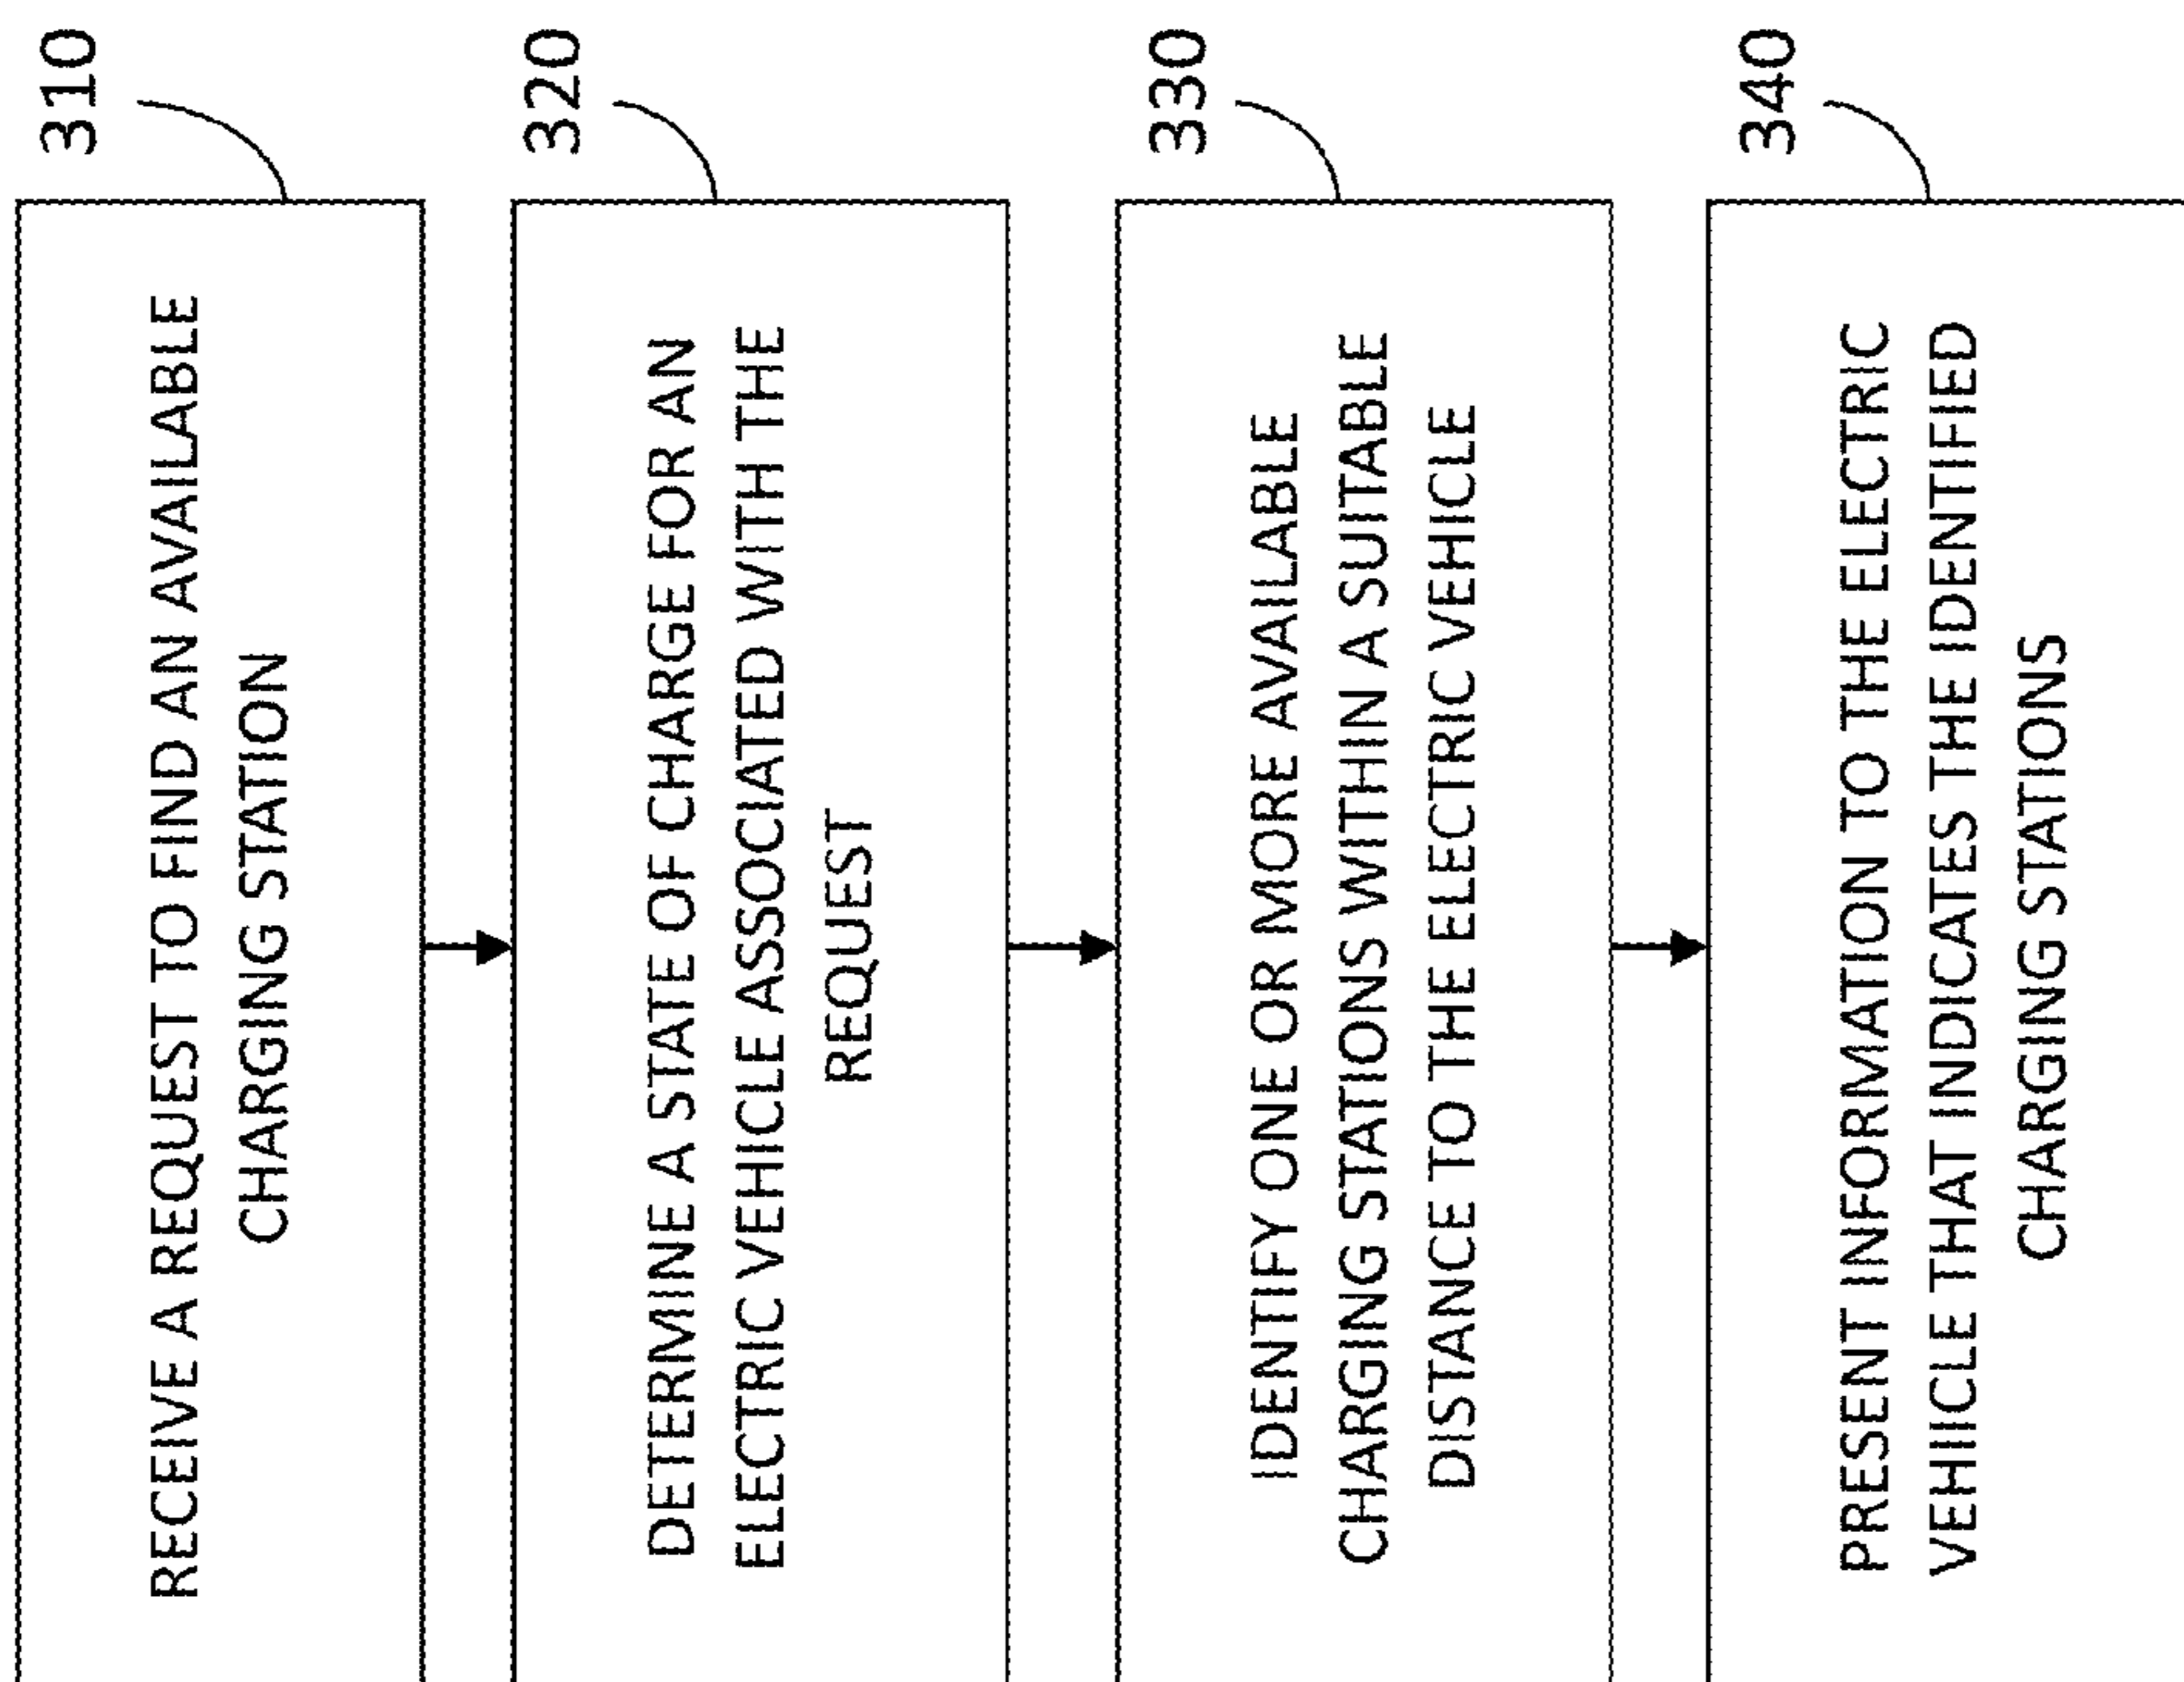 310
RECEIVE A REQUEST TO FIND AN AVAILABLE
CHARGING STATION
320
DETERMINE A STATE OF CHARGE FOR AN
ELECTRIC VEHICLE ASSOCIATED WITH THE
REQUEST
330
IDENTIFY ONE OR MORE AVAILABLE
CHARGING STATIONS WITHIN A SUITABLE
DISTANCE TO THE ELECTRIC VEHICLE
340
PRESENT INFORMATION TO THE ELECTRIC
VEHICLE THAT INDICATES THE IDENTIFIED
CHARGING STATIONS